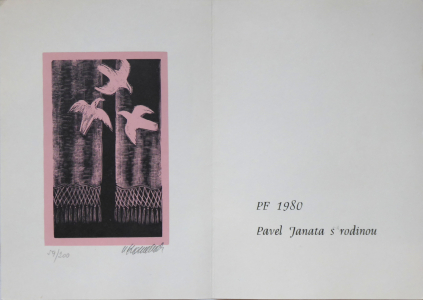 PF 1980
Pavel Janata s rodinou